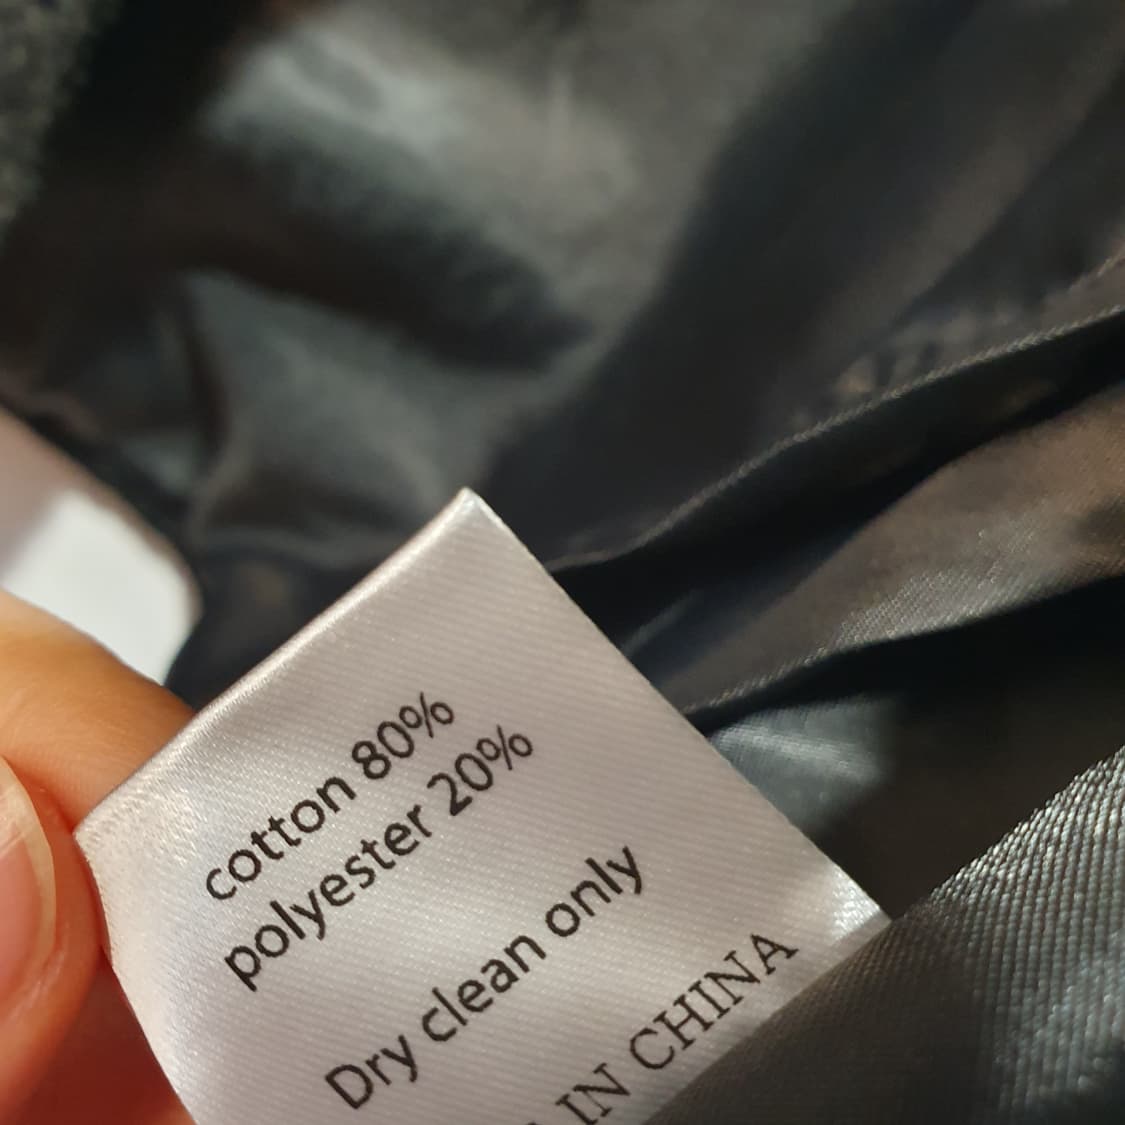 cotton 80%
polyester 20%
Dry clean only
IN CHINA